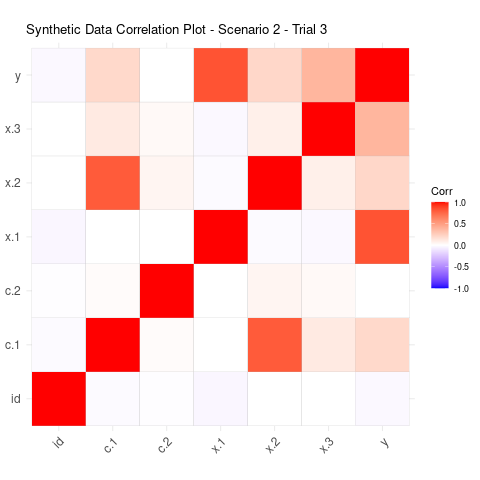 Synthetic Data Correlation Plot - Scenario 2 - Trial 3
y
x.3
x.2
x.1
c.2
c.1
id
id
c.1
c.2
x.1
x.2
x.3
y
Corr
1.0
0.5
0.0
-0.5
-1.0